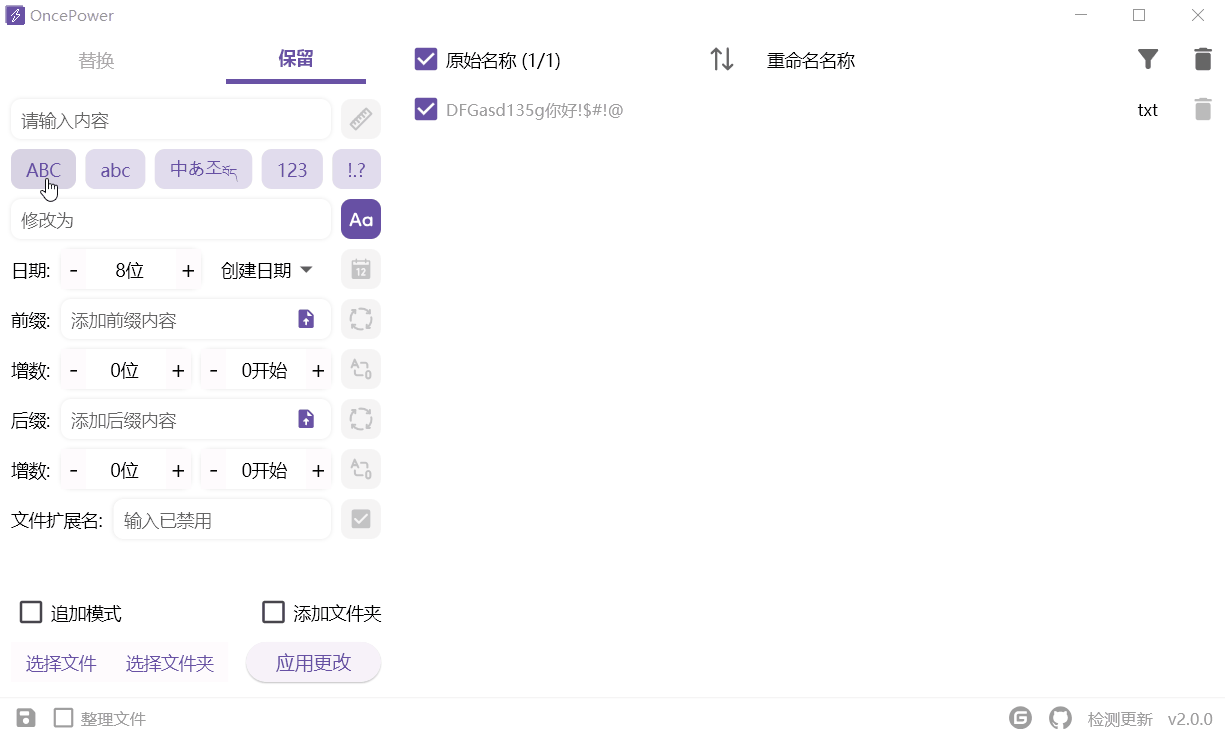 OncePower
替换 保留
原始名称 (1/1) 重命名名称
请输入内容
DFGasd135g你好!$#!@ txt
ABC abc 中あ조 123 !.?
修改为 Aa
日期: - 8位 + 创建日期 12
前缀: 添加前缀内容
增数: - 0位 + - 0开始 + A 0
后缀: 添加后缀内容
增数: - 0位 + - 0开始 + A 0
文件扩展名: 输入已禁用
追加模式 添加文件夹
选择文件 选择文件夹 应用更改
整理文件 G 检测更新 v2.0.0